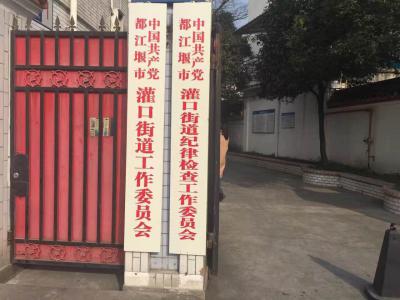 中国共产党
都江堰市
灌口街道工作委员会
中国共产党
都江堰市
灌口街道纪律检查工作委员会